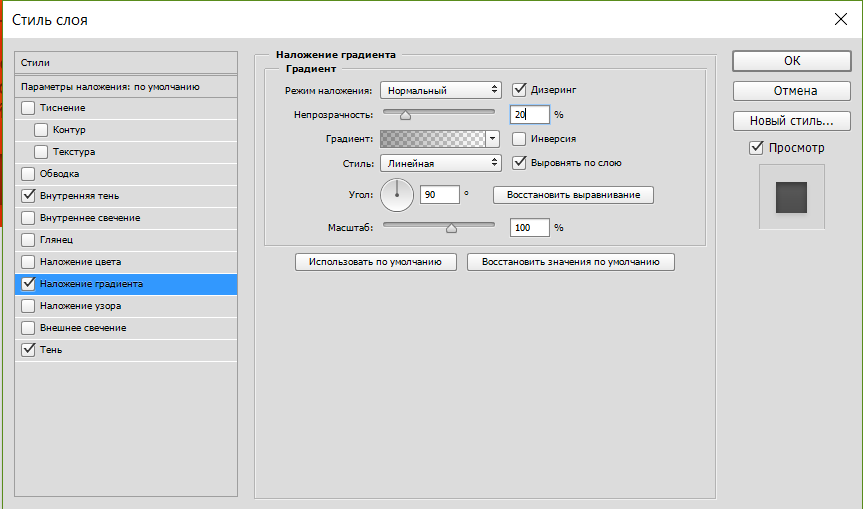 Стиль слоя
Стили
Параметры наложения: по умолчанию
Тиснение
Контур
Текстура
Обводка
Внутренняя тень
Внутреннее свечение
Глянец
Наложение цвета
Наложение градиента
Наложение узора
Внешнее свечение
Тень
Наложение градиента
Градиент
Режим наложения: Нормальный Дизеринг
Непрозрачность: 20 %
Градиент: Инверсия
Стиль: Линейная Выровнять по слою
Угол: 90 ° Восстановить выравнивание
Масштаб: 100 %
Использовать по умолчанию Восстановить значения по умолчанию
ОК
Отмена
Новый стиль...
Просмотр